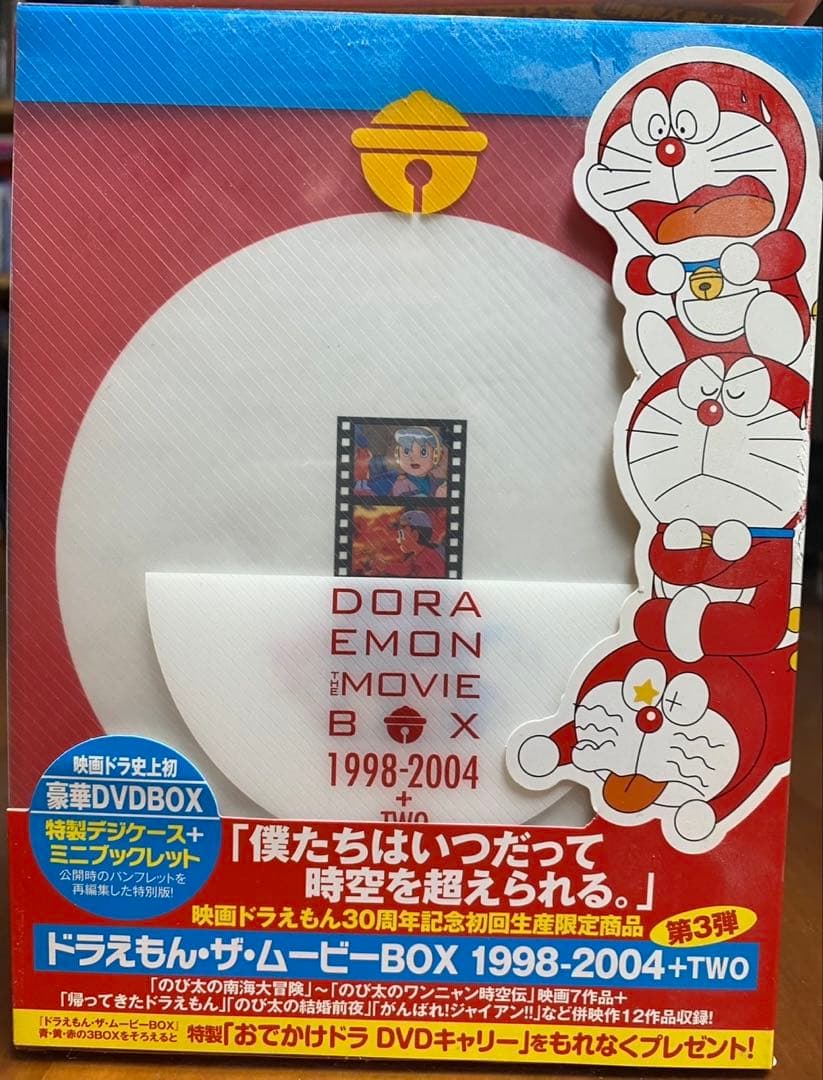 DORA
EMON
THE MOVIE
BOX
1998-2004
+
TWO
映画ドラ史上初
豪華DVDBOX
特製デジケース+
ミニブックレット
公開時のパンフレットを
再編集した特別版!
「僕たちはいつだって
時空を超えられる。」
映画ドラえもん30周年記念初回生産限定商品
第3弾
ドラえもん・ザ・ムービーBOX 1998-2004+TWO
「のび太の南海大冒険」~「のび太のワンニャン時空伝」映画7作品+
「帰ってきたドラえもん」「のび太の結婚前夜」「がんばれ!ジャイアン!!」など併映作12作品収録!
「ドラえもん・ザ・ムービーBOX」
青・黄・赤の3BOXをそろえると
特製「おでかけドラ DVDキャリー」をもれなくプレゼント!